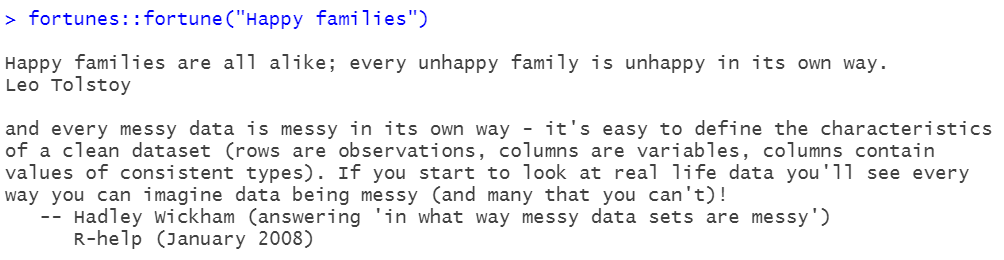 > fortunes::fortune("Happy families")
Happy families are all alike; every unhappy family is unhappy in its own way.
Leo Tolstoy
and every messy data is messy in its own way - it's easy to define the characteristics
of a clean dataset (rows are observations, columns are variables, columns contain
values of consistent types). If you start to look at real life data you'll see every
way you can imagine data being messy (and many that you can't)!
-- Hadley Wickham (answering 'in what way messy data sets are messy')
R-help (January 2008)